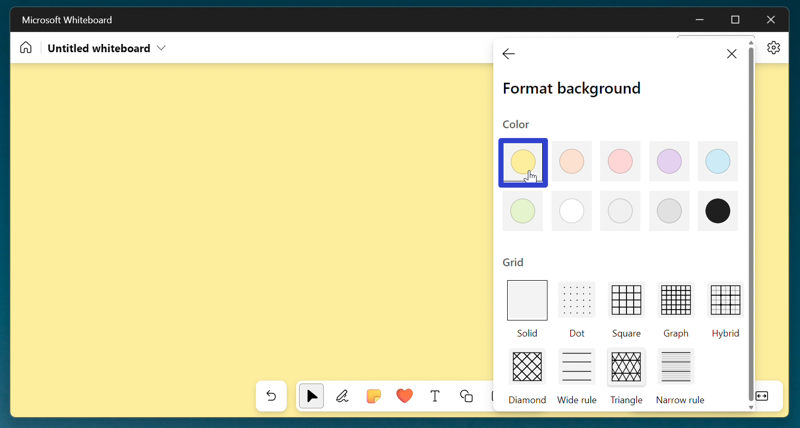 Microsoft Whiteboard
Untitled whiteboard
Format background
Color
Grid
Solid Dot Square Graph Hybrid
Diamond Wide rule Triangle Narrow rule